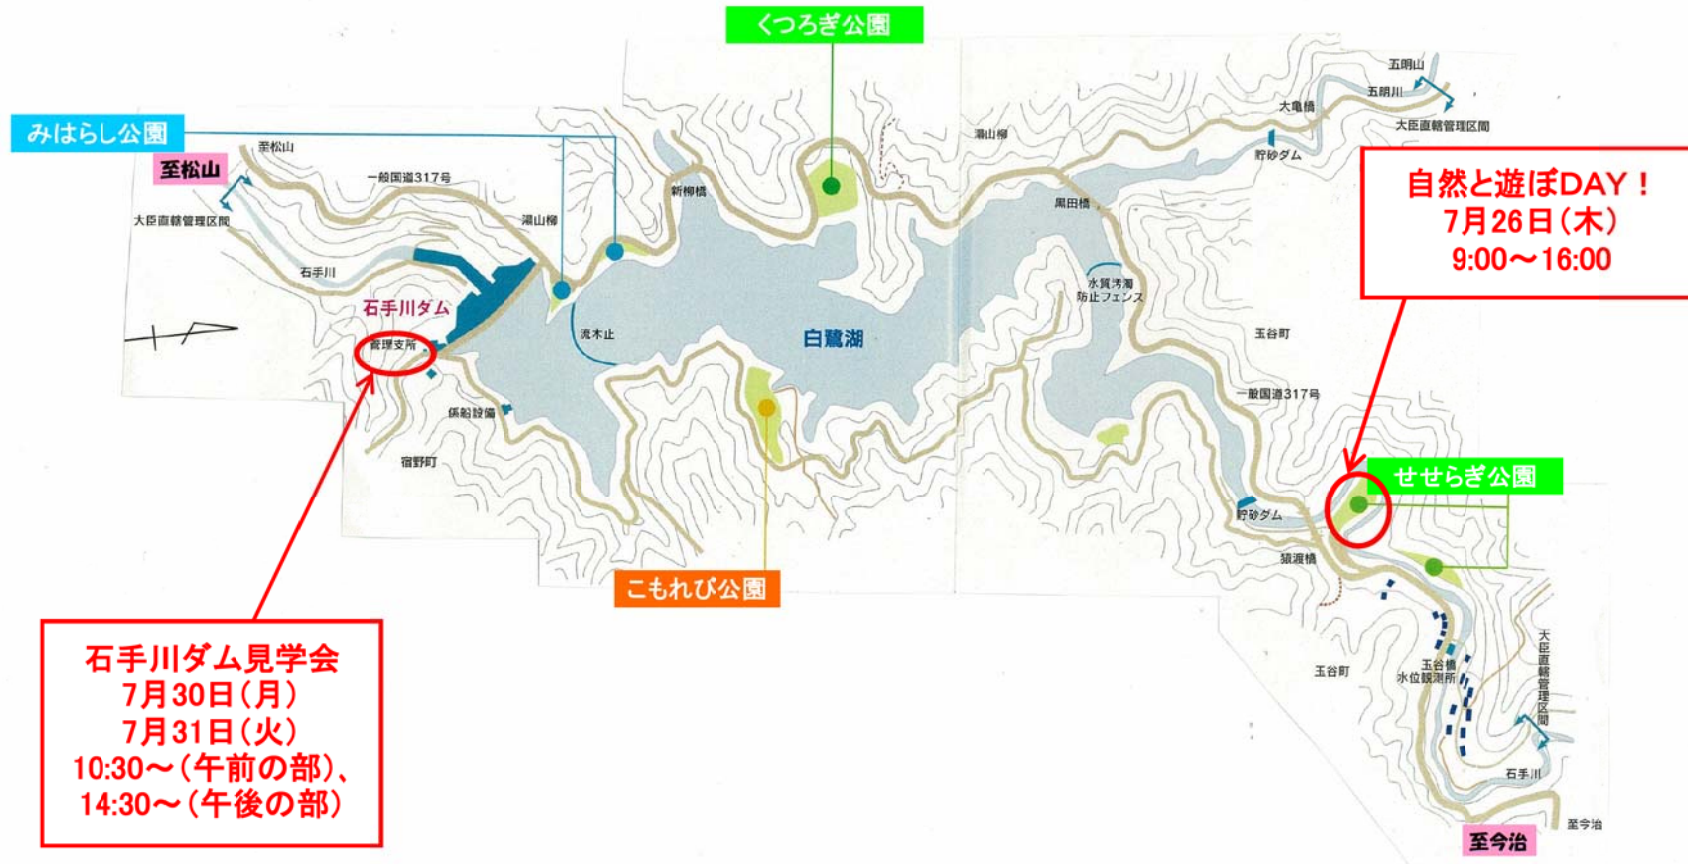 くつろぎ公園
みはらし公園
至松山
至松山
一般国道317号
大臣直轄管理区間
湯山柳
石手川
石手川ダム
管理支所
係船設備
宿野町
流木止
新柳橋
白鷺湖
湯山柳
黒田橋
水質汚濁
防止フェンス
五明山
五明川
大亀橋
大臣直轄管理区間
貯砂ダム
自然と遊ぼDAY！
7月26日(木)
9:00～16:00
玉谷町
一般国道317号
せせらぎ公園
貯砂ダム
猿渡橋
こもれび公園
石手川ダム見学会
7月30日(月)
7月31日(火)
10:30～(午前の部)、
14:30～(午後の部)
玉谷町
玉谷橋
水位観測所
大臣直轄管理区間
石手川
至今治
至今治